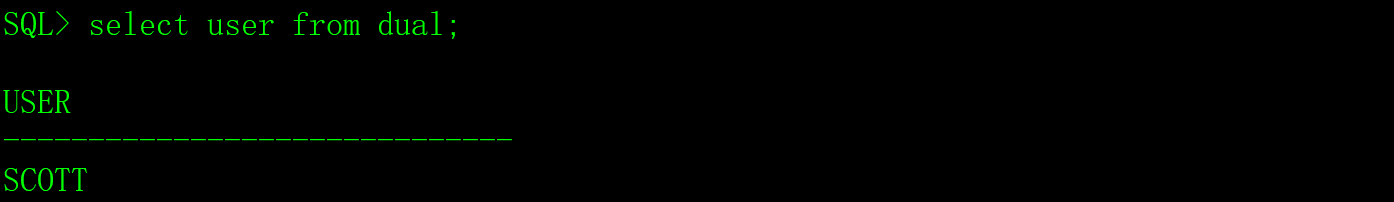 SQL> select user from dual;
USER
------------------------------
SCOTT